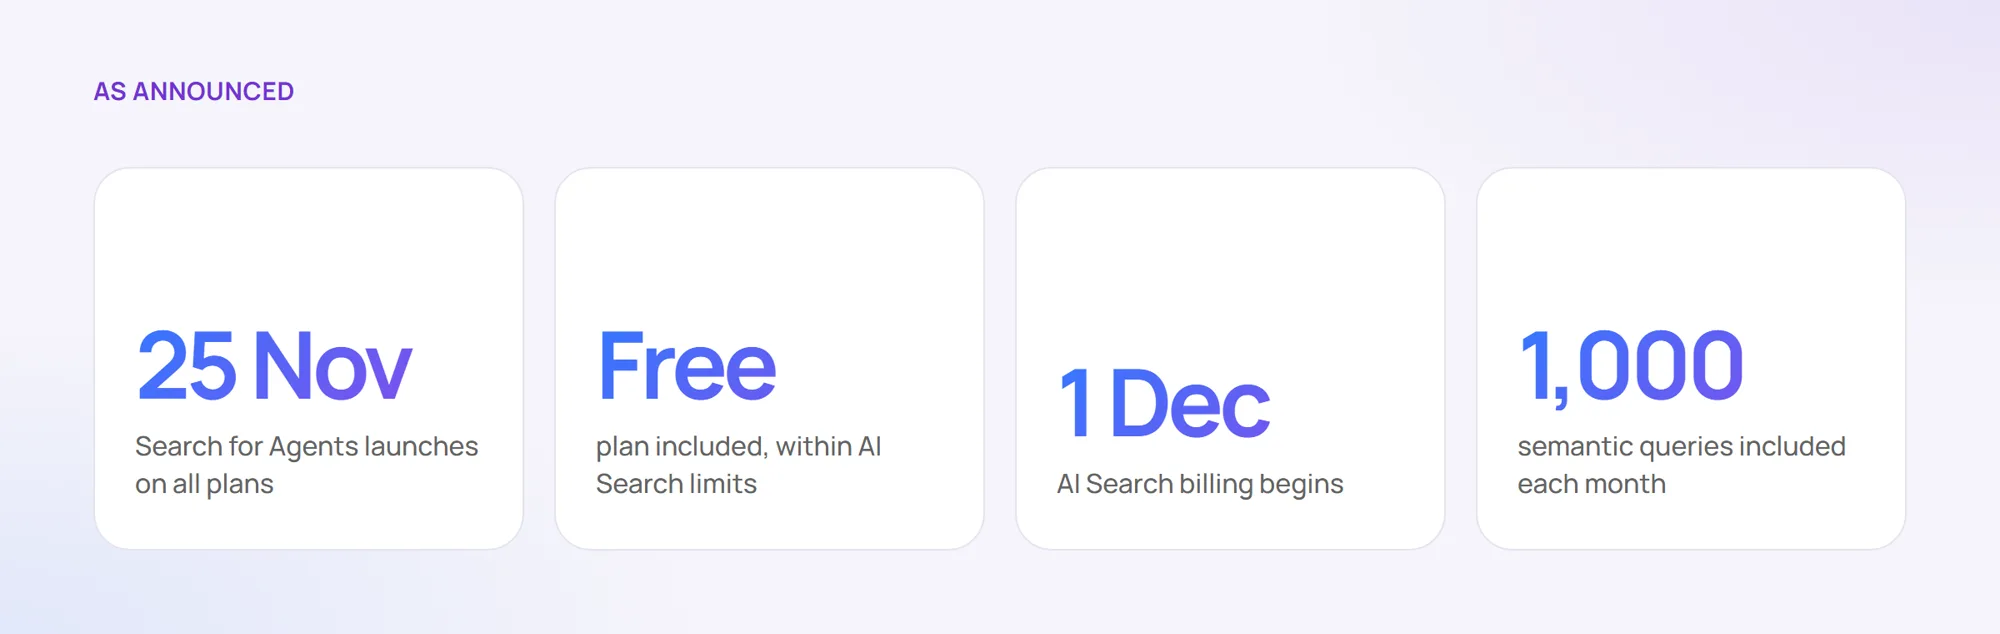 AS ANNOUNCED
25 Nov
Search for Agents launches
on all plans
Free
plan included, within AI
Search limits
1 Dec
AI Search billing begins
1,000
semantic queries included
each month